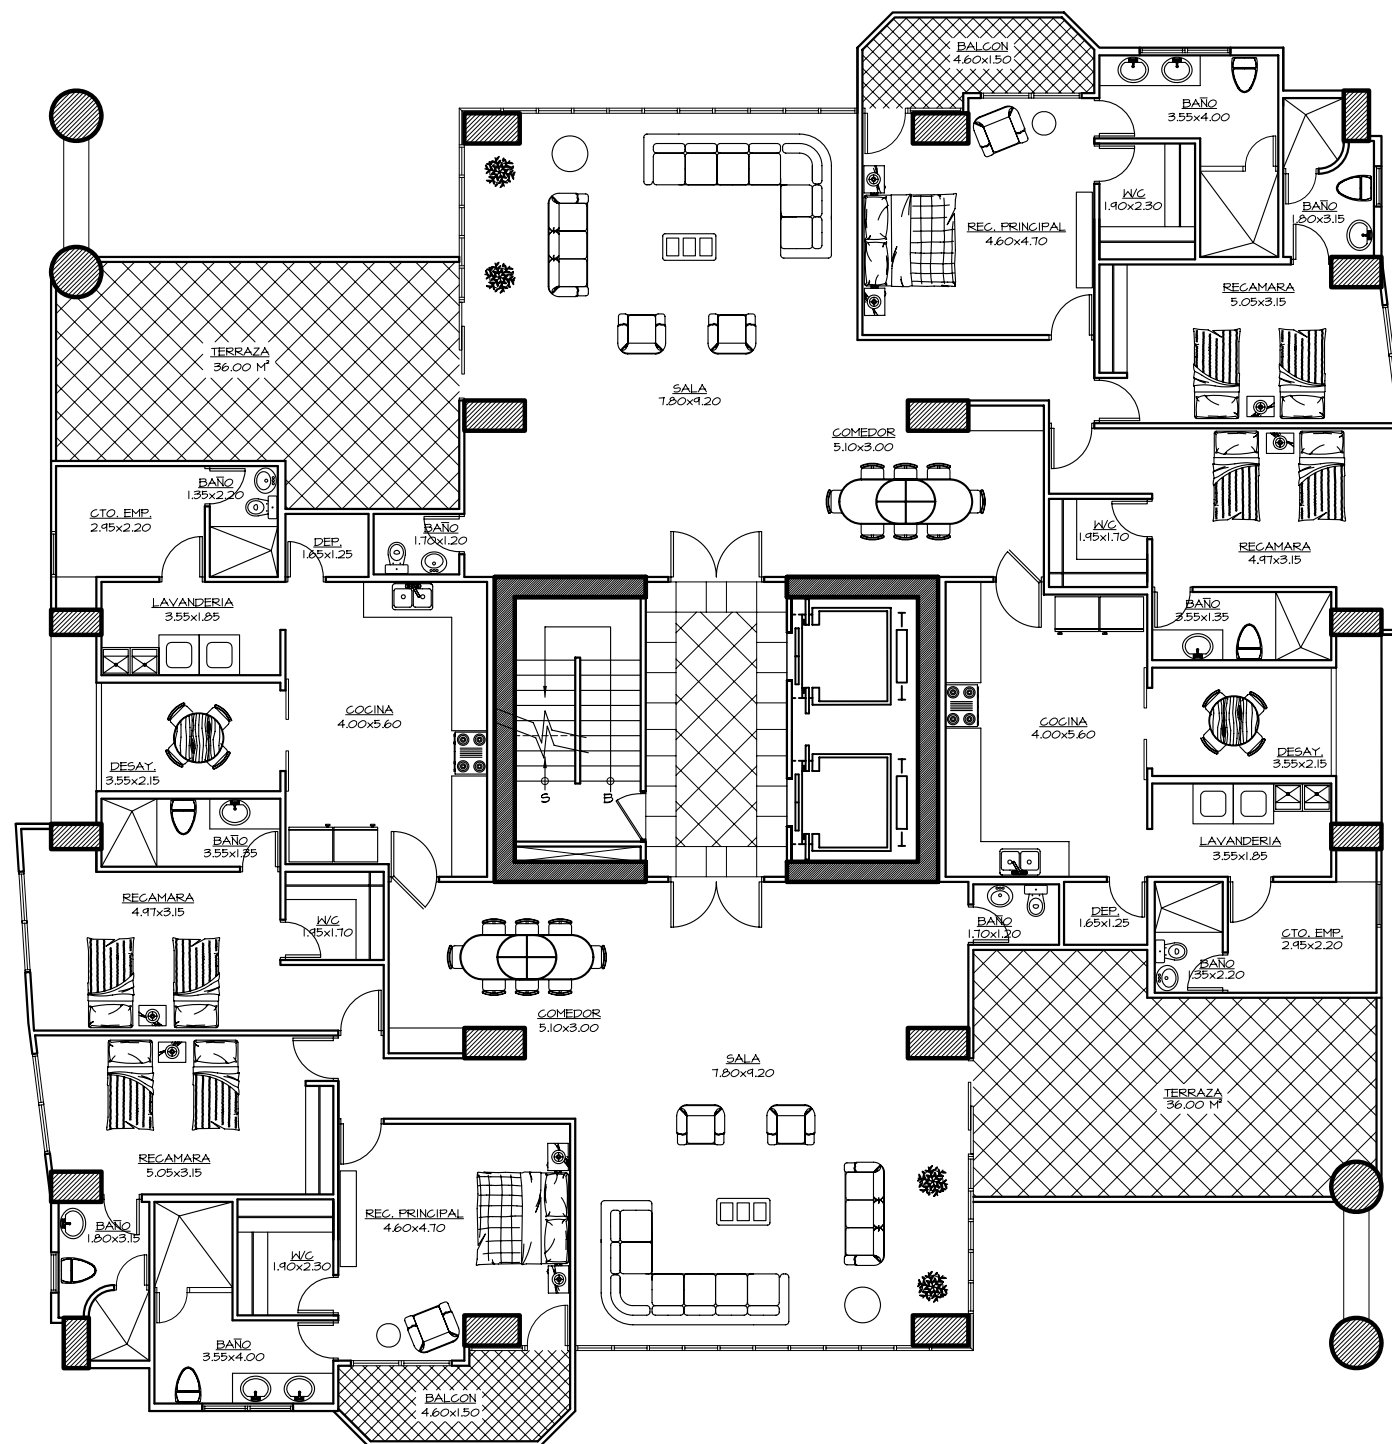 BALCON
4.60x1.50
BAÑO
3.55x4.00
W/C
1.90x2.30
BAÑO
1.80x3.15
REC. PRINCIPAL
4.60x4.70
RECAMARA
5.05x3.15
TERRAZA
36.00 M²
SALA
7.80x9.20
COMEDOR
5.10x3.00
BAÑO
1.35x2.20
CTO. EMP.
2.95x2.20
DEP.
1.65x1.25
BAÑO
1.70x1.20
W/C
1.95x1.70
RECAMARA
4.97x3.15
LAVANDERIA
3.55x1.85
BAÑO
3.55x1.35
COCINA
4.00x5.60
COCINA
4.00x5.60
DESAY.
3.55x2.15
DESAY.
3.55x2.15
S
B
BAÑO
3.55x1.35
LAVANDERIA
3.55x1.85
RECAMARA
4.97x3.15
W/C
1.95x1.70
BAÑO
1.70x1.20
DEP.
1.65x1.25
CTO. EMP.
2.95x2.20
BAÑO
1.35x2.20
COMEDOR
5.10x3.00
SALA
7.80x9.20
TERRAZA
36.00 M²
RECAMARA
5.05x3.15
REC. PRINCIPAL
4.60x4.70
BAÑO
1.80x3.15
W/C
1.90x2.30
BAÑO
3.55x4.00
BALCON
4.60x1.50